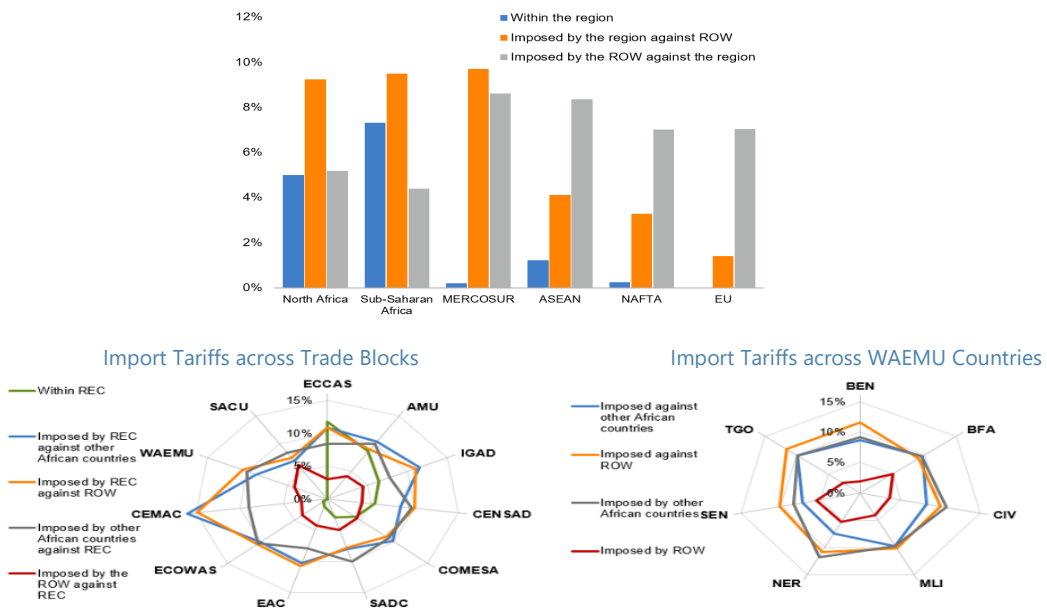 12%
10%
8%
6%
4%
2%
0%
Within the region
Imposed by the region against ROW
Imposed by the ROW against the region
North Africa
Sub-Saharan
Africa
MERCOSUR
ASEAN
NAFTA
EU
Import Tariffs across Trade Blocks
Within REC
Imposed by REC
against other
African countries
Imposed by REC
against ROW
Imposed by other
African countries
against REC
Imposed by the
ROW against
REC
ECCAS
AMU
IGAD
CEN SAD
COMESA
SADC
EAC
ECOWAS
CEMAC
WAEMU
SACU
15%
10%
5%
0%
Import Tariffs across WAEMU Countries
Imposed against
other African
countries
Imposed against
ROW
Imposed by other
African countries
Imposed by ROW
BEN
BFA
CIV
MLI
NER
SEN
TGO
15%
10%
5%
0%